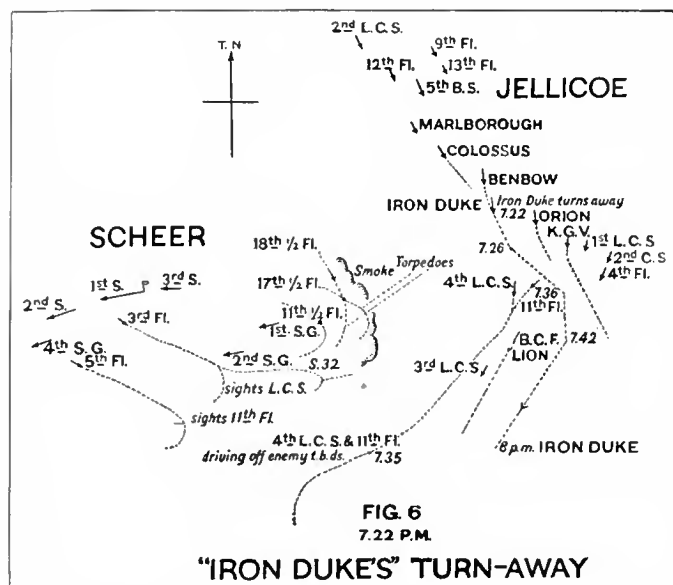 T. N
2nd L.C.S.
9th Fl.
12th Fl.
13th Fl.
5th B.S.
JELLICOE
MARLBOROUGH
COLOSSUS
BENBOW
IRON DUKE
Iron Duke turns away
7.22
ORION
K.G.V.
1st L.C.S
2nd C.S
4th Fl.
7.26
SCHEER
18th ½ Fl.
Smoke
Torpedoes
17th ½ Fl.
4th L.C.S.
7.36
11th Fl.
1st S.
3rd S.
2nd S.
3rd Fl.
11th ½ Fl.
1st S.G.
B.C.F.
LION
7.42
4th S.G.
5th Fl.
2nd S.G.
S.32
3rd L.C.S
sights L.C.S.
sights 11th Fl.
4th L.C.S. & 11th Fl.
driving off enemy t.b.ds.
7.35
8 p.m. IRON DUKE
FIG. 6
7.22 P.M.
"IRON DUKE'S" TURN-AWAY